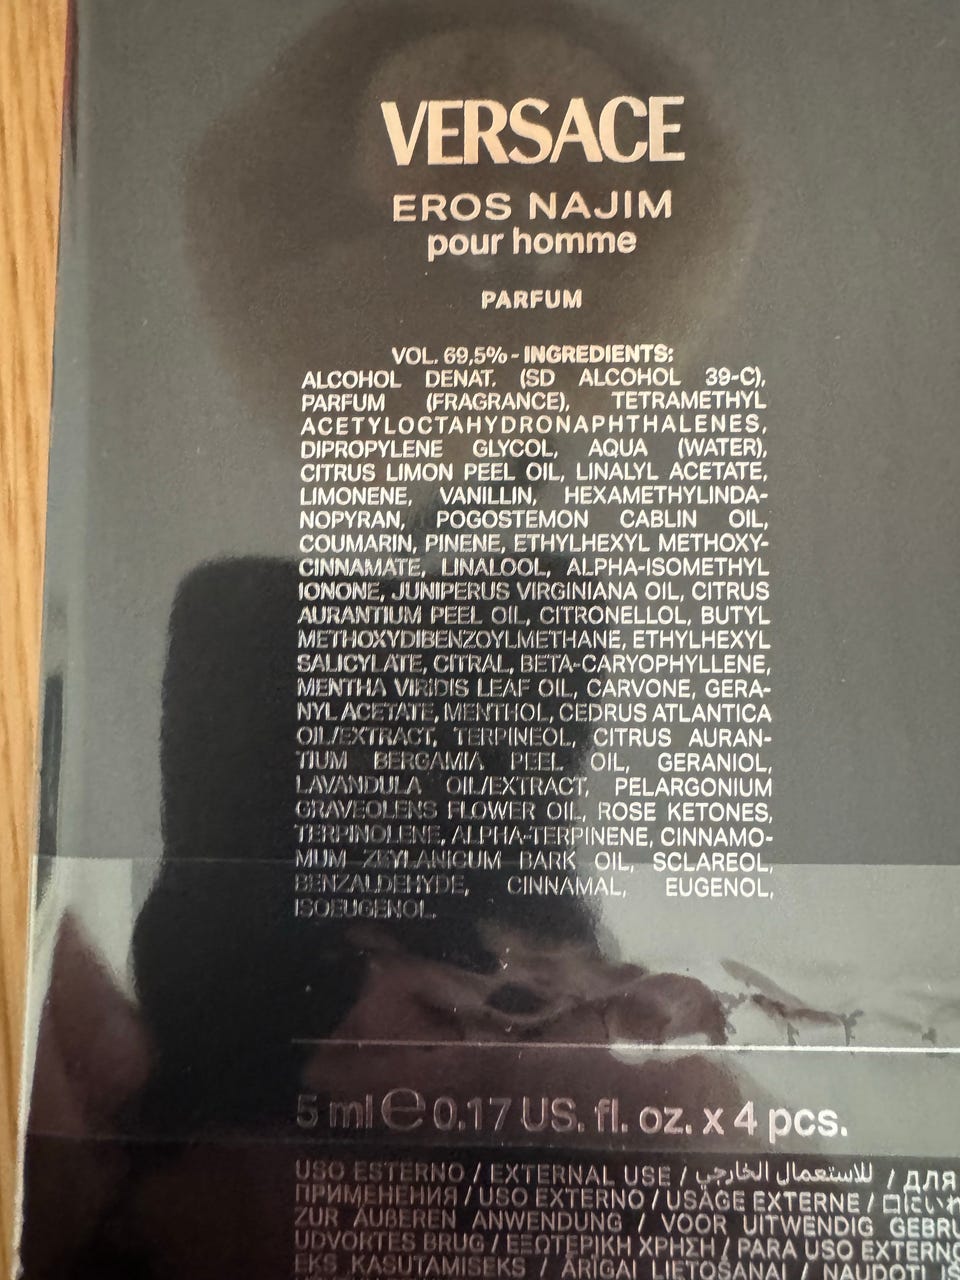 VERSACE
EROS NAJIM
pour homme
PARFUM
VOL. 69,5% - INGREDIENTS:
ALCOHOL DENAT. (SD ALCOHOL 39-C),
PARFUM (FRAGRANCE), TETRAMETHYL
ACETYLOCTAHYDRONAPHTHALENES,
DIPROPYLENE GLYCOL, AQUA (WATER),
CITRUS LIMON PEEL OIL, LINALYL ACETATE,
LIMONENE, VANILLIN, HEXAMETHYLINDA-
NOPYRAN, POGOSTEMON CABLIN OIL,
COUMARIN, PINENE, ETHYLHEXYL METHOXY-
CINNAMATE, LINALOOL, ALPHA-ISOMETHYL
IONONE, JUNIPERUS VIRGINIANA OIL, CITRUS
AURANTIUM PEEL OIL, CITRONELLOL, BUTYL
METHOXYDIBENZOYLMETHANE, ETHYLHEXYL
SALICYLATE, CITRAL, BETA-CARYOPHYLLENE,
MENTHA VIRIDIS LEAF OIL, CARVONE, GERA-
NYL ACETATE, MENTHOL, CEDRUS ATLANTICA
OIL/EXTRACT, TERPINEOL, CITRUS AURAN-
TIUM BERGAMIA PEEL OIL, GERANIOL,
LAVANDULA OIL/EXTRACT, PELARGONIUM
GRAVEOLENS FLOWER OIL, ROSE KETONES,
TERPINOLENE, ALPHA-TERPINENE, CINNAMO-
MUM ZEYLANICUM BARK OIL, SCLAREOL,
BENZALDEHYDE, CINNAMAL, EUGENOL,
ISOEUGENOL.
5 ml ℮ 0.17 US. fl. oz. x 4 pcs.
USO ESTERNO / EXTERNAL USE / للاستعمال الخارجي / ДЛЯ
ПРИМЕНЕНИЯ / USO EXTERNO / USAGE EXTERNE /
ZUR ÄUßEREN ANWENDUNG / VOOR UITWENDIG GEBRU
UDVORTES BRUG / ΕΞΩΤΕΡΙΚΗ ΧΡΗΣΗ / PARA USO EXTERNO
EKS KASUTAMISEKS / ĀRĪGAI LIETOŠANAI / NAUDOTI IŠ